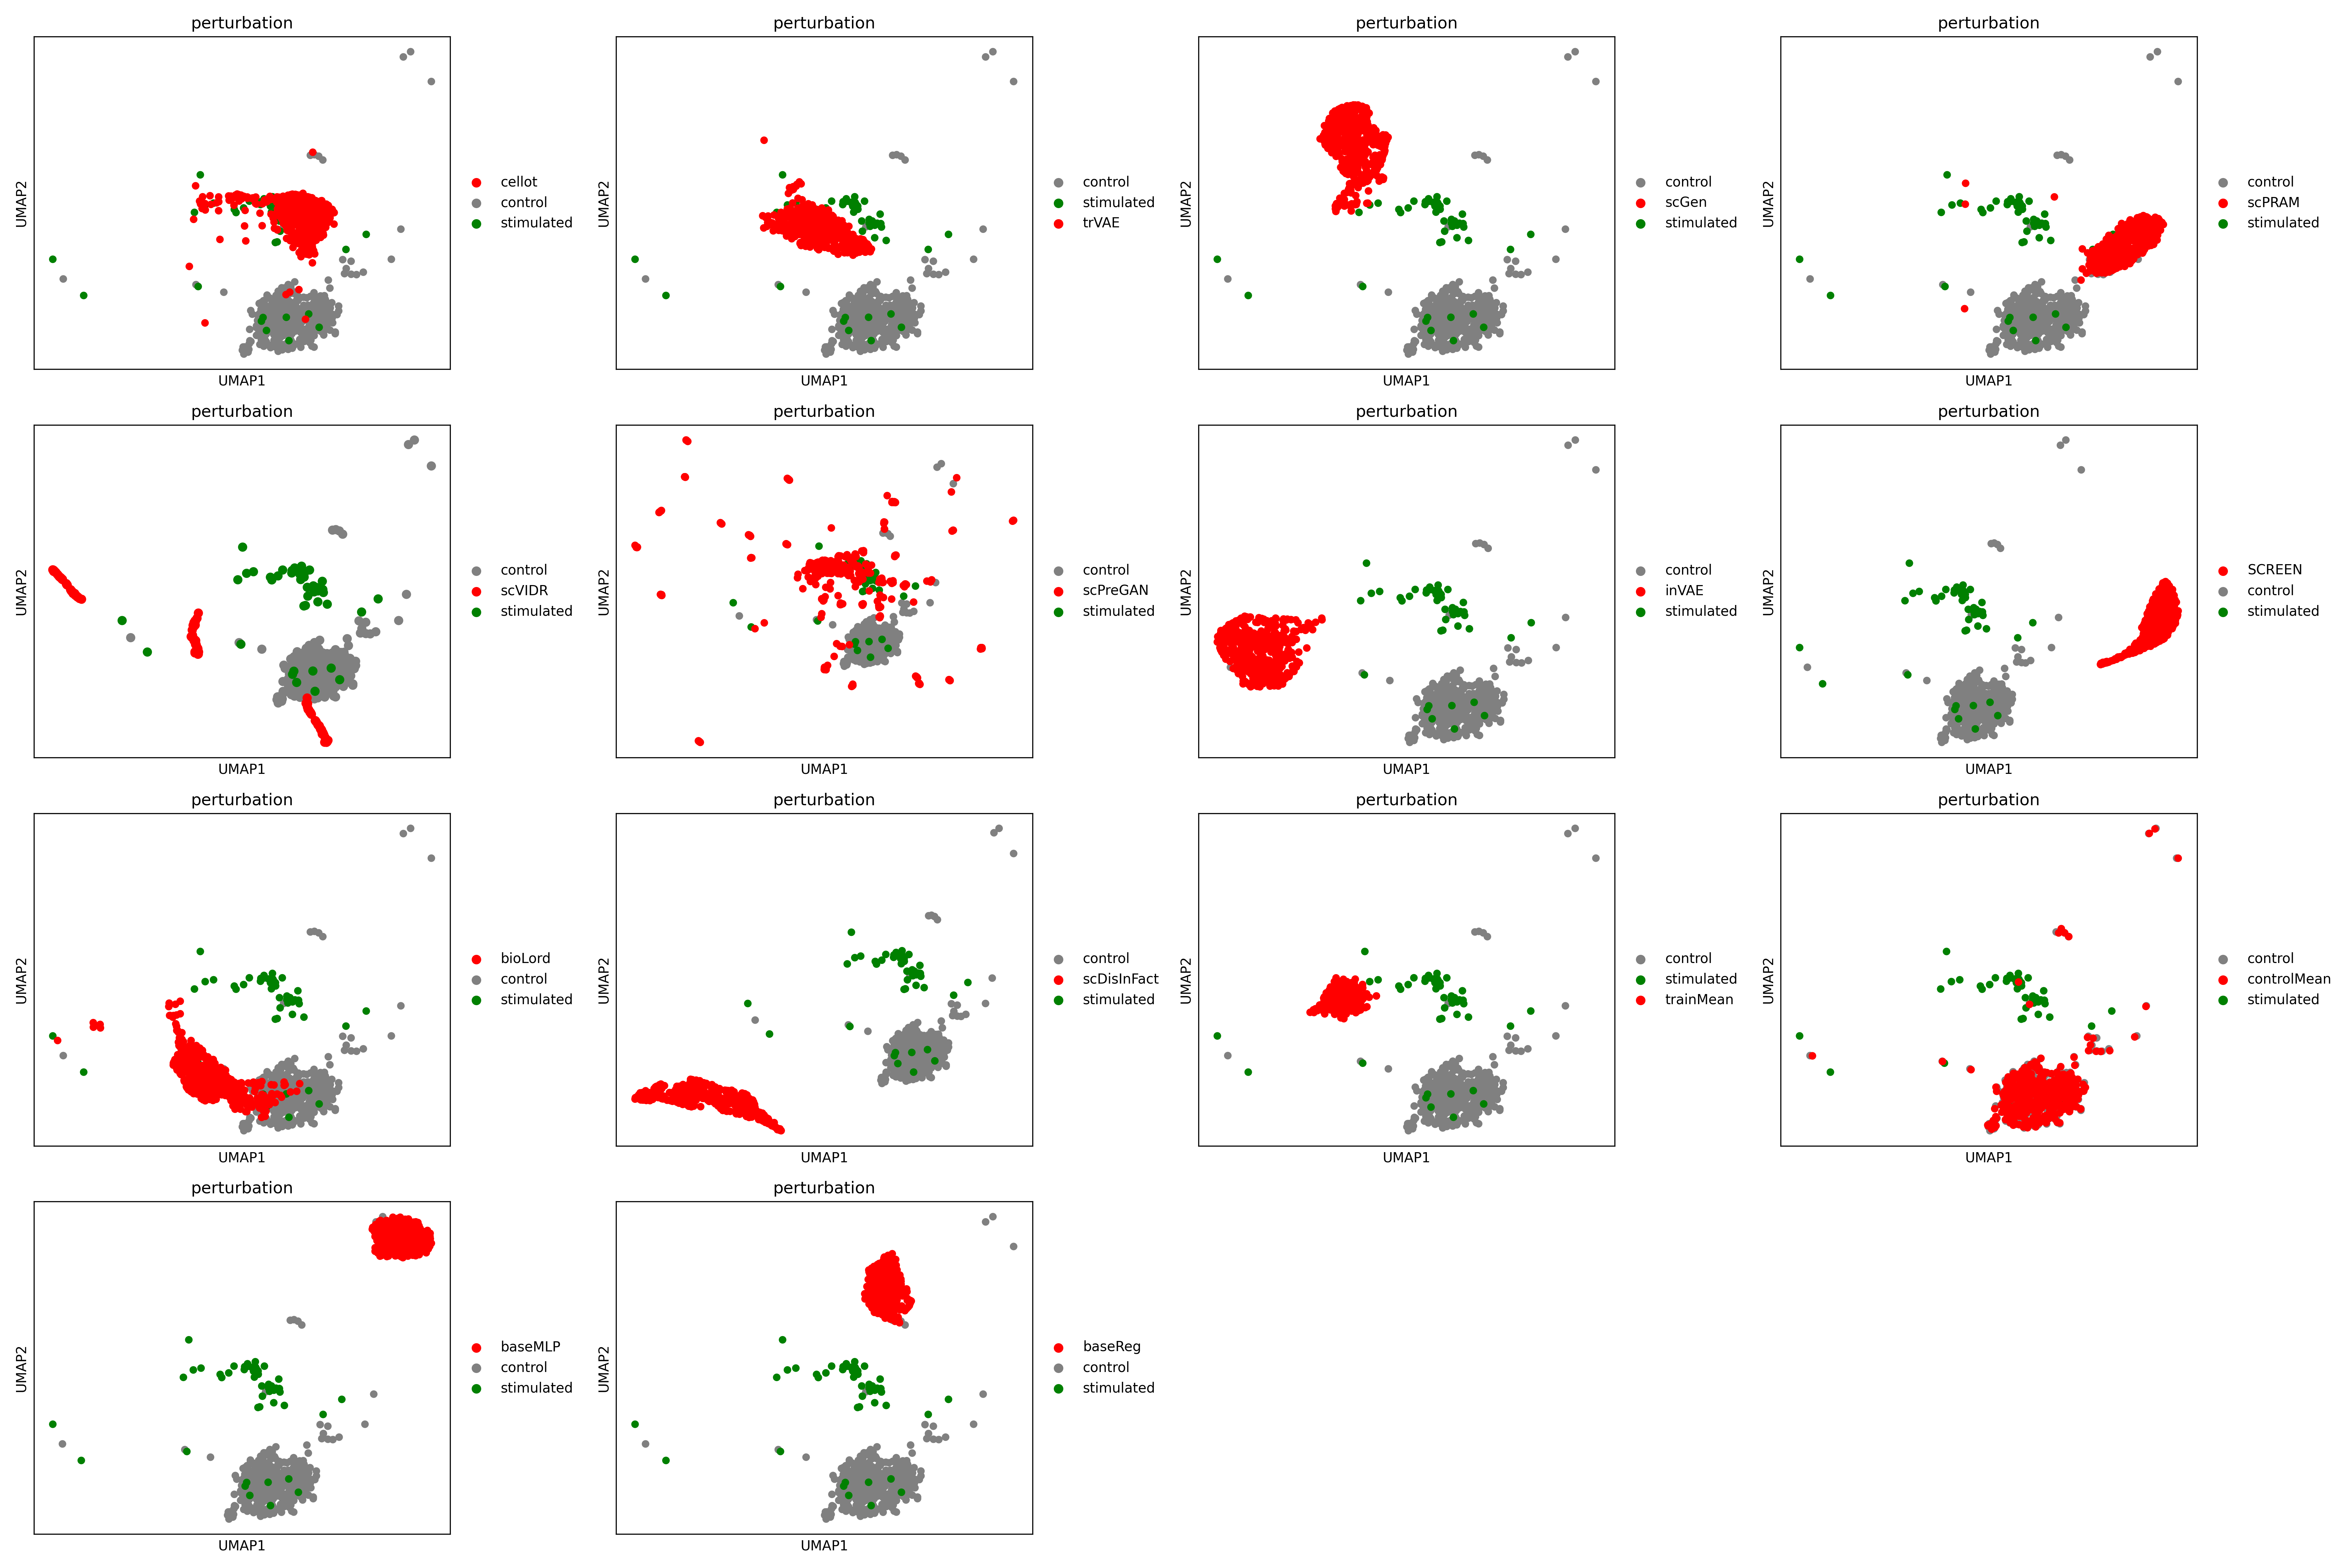 perturbation
UMAP2
UMAP1
cellot
control
stimulated
perturbation
UMAP2
UMAP1
control
stimulated
trVAE
perturbation
UMAP2
UMAP1
control
scGen
stimulated
perturbation
UMAP2
UMAP1
control
scPRAM
stimulated
perturbation
UMAP2
UMAP1
control
scVIDR
stimulated
perturbation
UMAP2
UMAP1
control
scPreGAN
stimulated
perturbation
UMAP2
UMAP1
control
inVAE
stimulated
perturbation
UMAP2
UMAP1
SCREEN
control
stimulated
perturbation
UMAP2
UMAP1
bioLord
control
stimulated
perturbation
UMAP2
UMAP1
control
scDisInFact
stimulated
perturbation
UMAP2
UMAP1
control
stimulated
trainMean
perturbation
UMAP2
UMAP1
control
controlMean
stimulated
perturbation
UMAP2
UMAP1
baseMLP
control
stimulated
perturbation
UMAP2
UMAP1
baseReg
control
stimulated